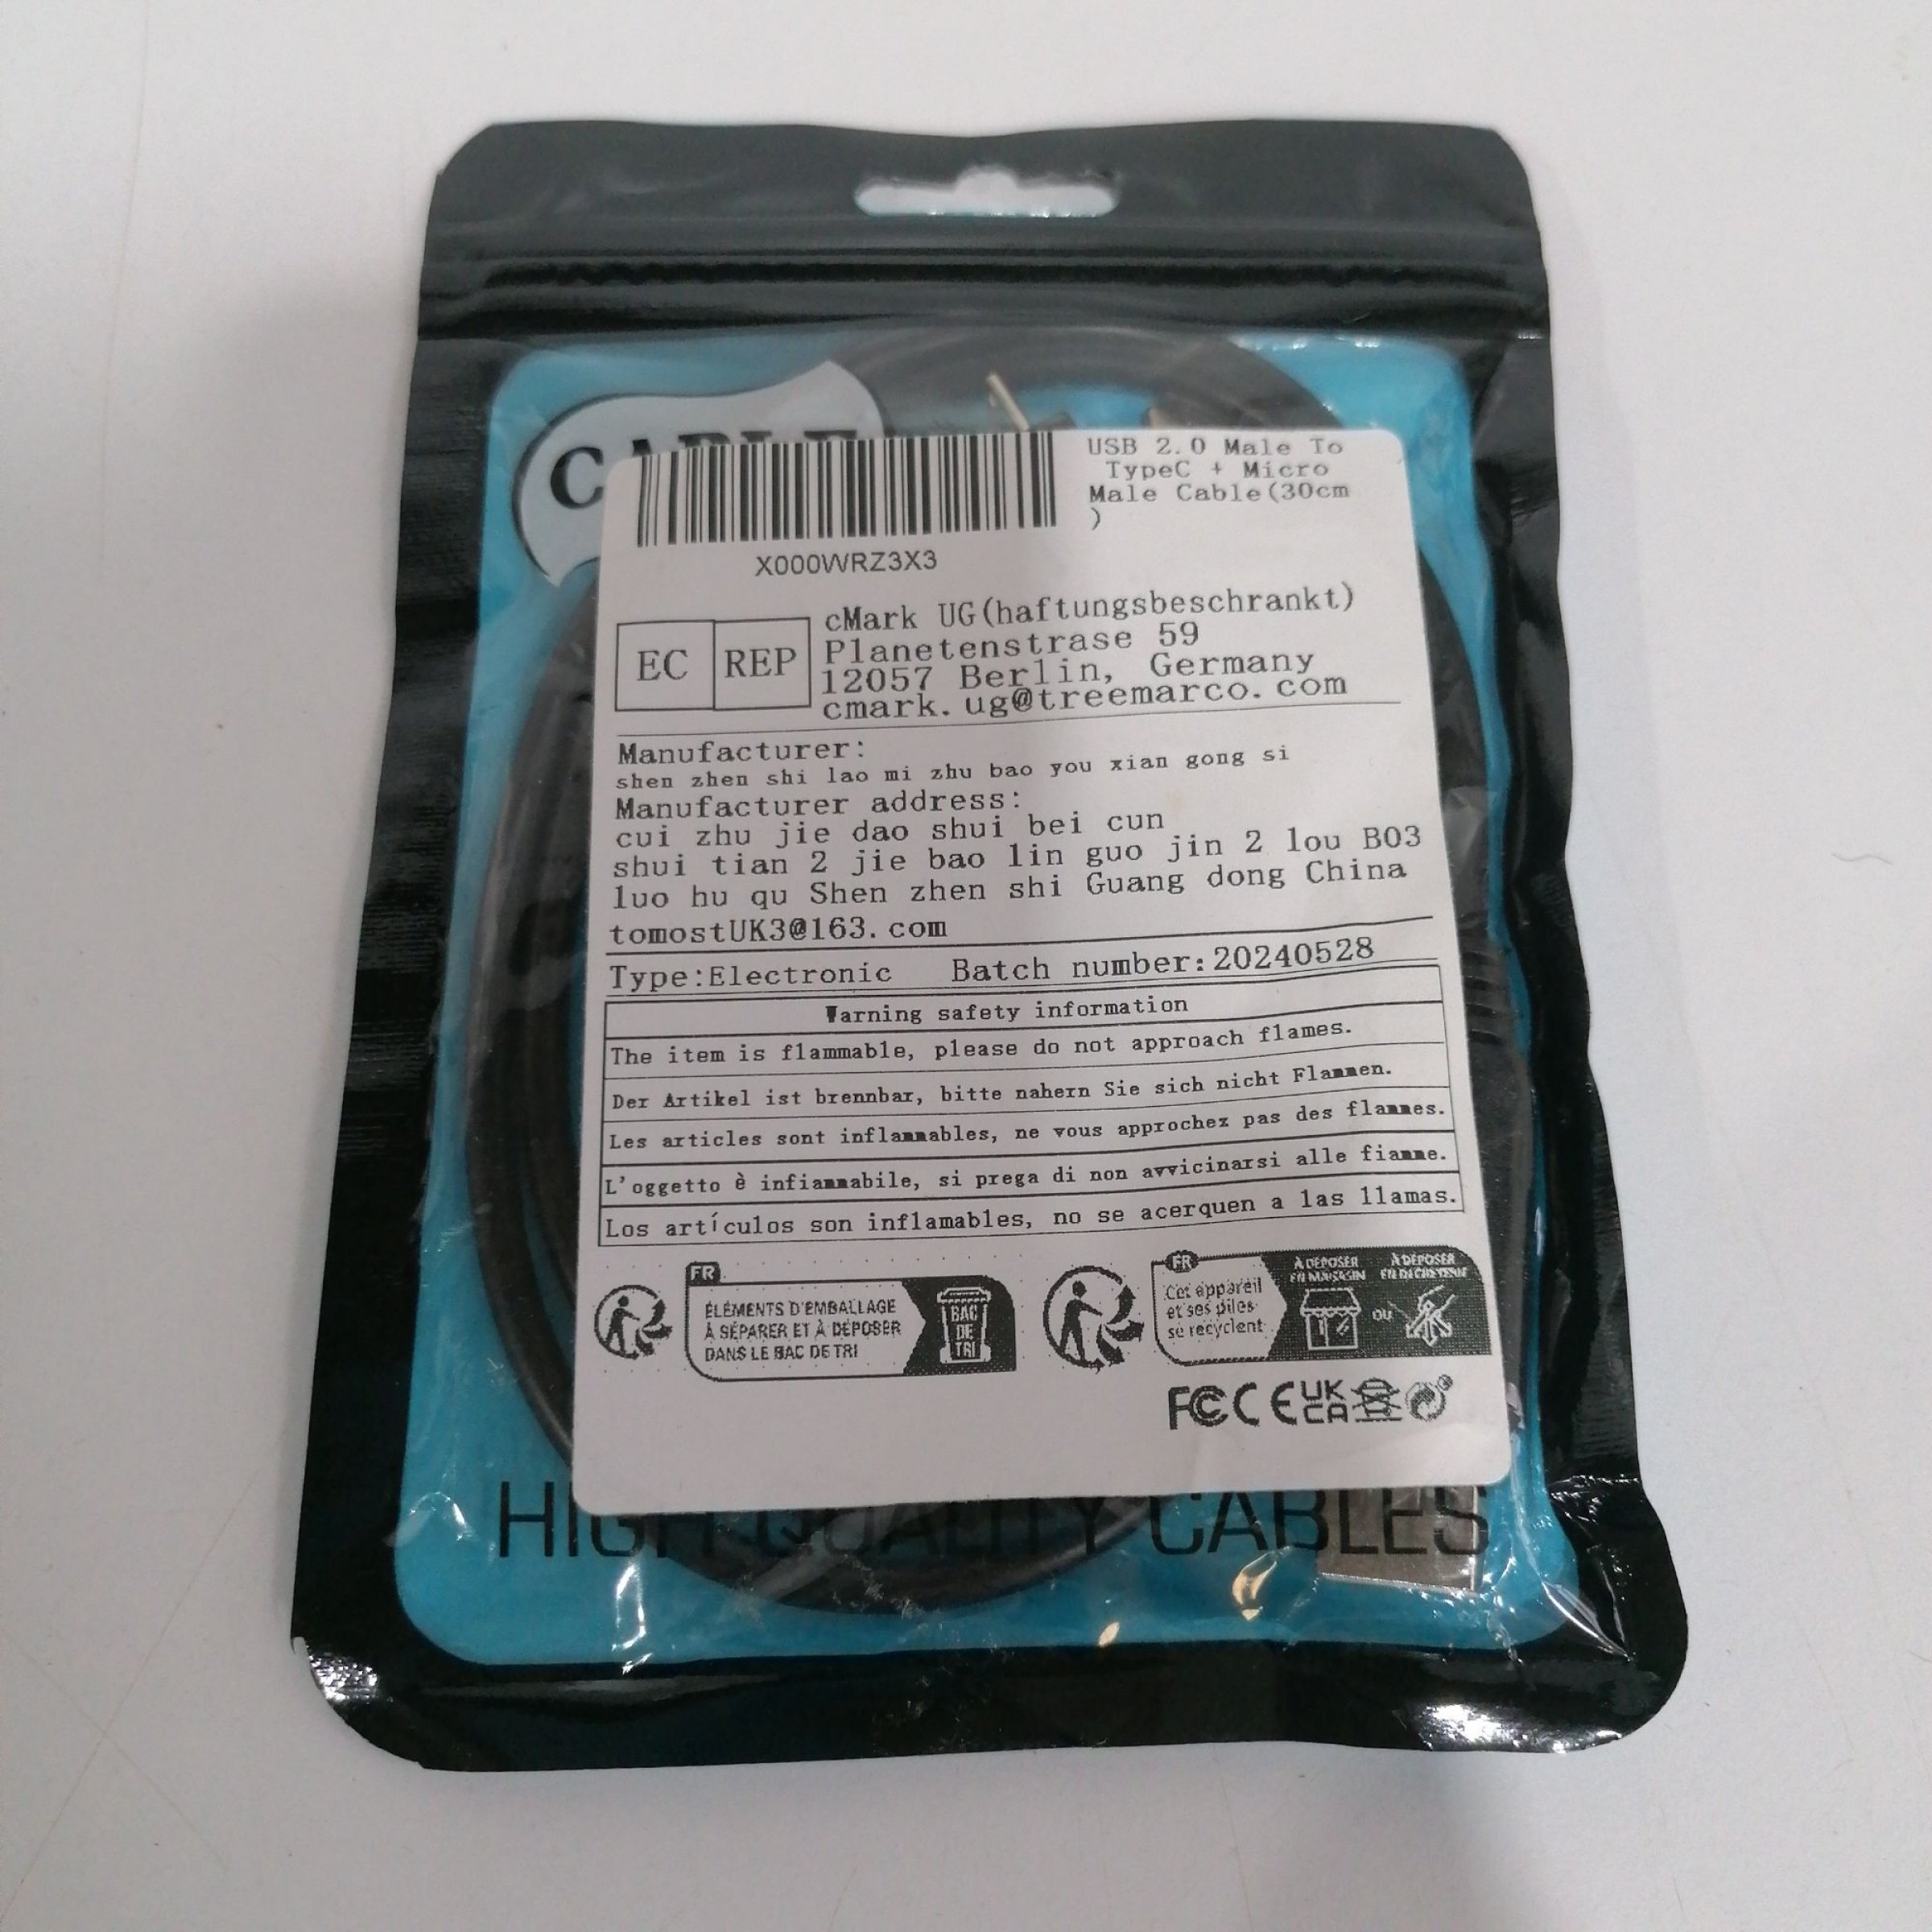 CABLE
USB 2.0 Male To
TypeC + Micro
Male Cable(30cm
)
X000WRZ3X3
EC REP
cMark UG(haftungsbeschrankt)
Planetenstrase 59
12057 Berlin, Germany
cmark.ug@treemarco.com
Manufacturer:
shen zhen shi lao mi zhu bao you xian gong si
Manufacturer address:
cui zhu jie dao shui bei cun
shui tian 2 jie bao lin guo jin 2 lou B03
luo hu qu Shen zhen shi Guang dong China
tomostUK3@163.com
Type:Electronic Batch number:20240528
Warning safety information
The item is flammable, please do not approach flames.
Der Artikel ist brennbar, bitte nahern Sie sich nicht Flammen.
Les articles sont inflammables, ne vous approchez pas des flammes.
L'oggetto è infiammabile, si prega di non avvicinarsi alle fiamme.
Los artículos son inflamables, no se acerquen a las llamas.
FR
ÉLÉMENTS D'EMBALLAGE
À SÉPARER ET À DÉPOSER
DANS LE BAC DE TRI
BAC
DE
TRI
FR
Cet appareil
et ses piles
se recyclent
À DÉPOSER
EN MAGASIN
OU
À DÉPOSER
EN DÉCHÈTERIE
FC CE UK
CA
HIGH QUALITY CABLES